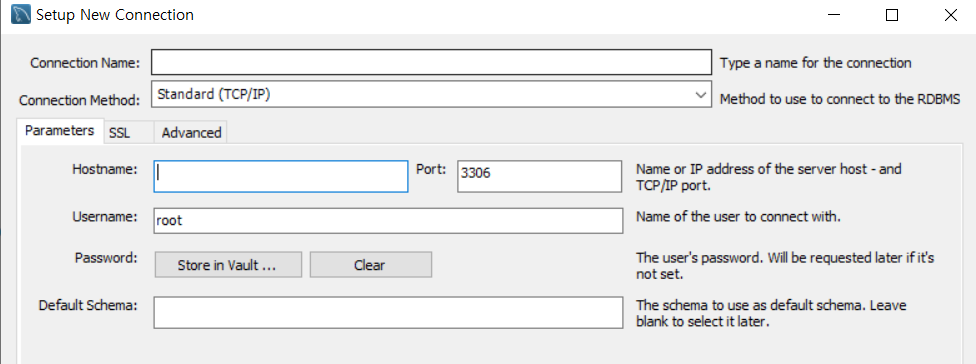 Setup New Connection
Connection Name: Type a name for the connection
Connection Method: Standard (TCP/IP) Method to use to connect to the RDBMS
Parameters SSL Advanced
Hostname: Port: 3306 Name or IP address of the server host - and
TCP/IP port.
Username: root Name of the user to connect with.
Password: Store in Vault ... Clear The user's password. Will be requested later if it's
not set.
Default Schema: The schema to use as default schema. Leave
blank to select it later.